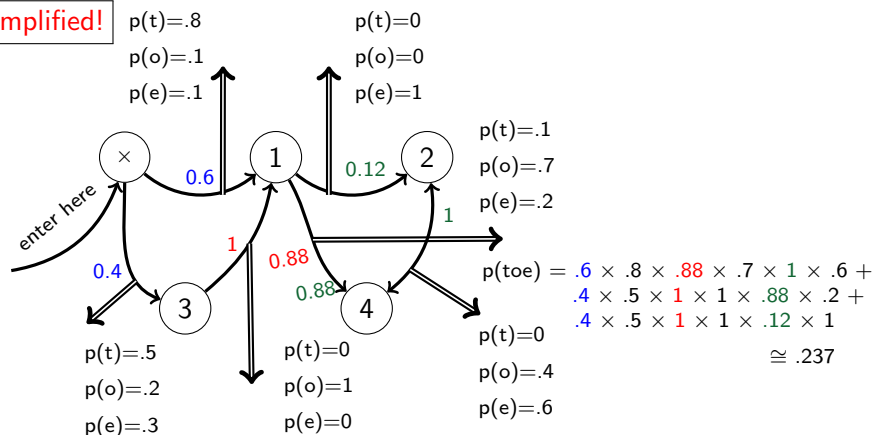 mplified!
p(t)=.8
p(o)=.1
p(e)=.1
p(t)=0
p(o)=0
p(e)=1
p(t)=.1
p(o)=.7
p(e)=.2
×
1
2
0.6
0.12
enter here
1
0.4
1
0.88
0.88
3
4
p(toe) = .6 × .8 × .88 × .7 × 1 × .6 +
.4 × .5 × 1 × 1 × .88 × .2 +
.4 × .5 × 1 × 1 × .12 × 1
≅ .237
p(t)=.5
p(o)=.2
p(e)=.3
p(t)=0
p(o)=1
p(e)=0
p(t)=0
p(o)=.4
p(e)=.6